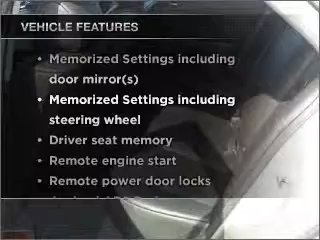 VEHICLE FEATURES
• Memorized Settings including
door mirror(s)
• Memorized Settings including
steering wheel
• Driver seat memory
• Remote engine start
• Remote power door locks